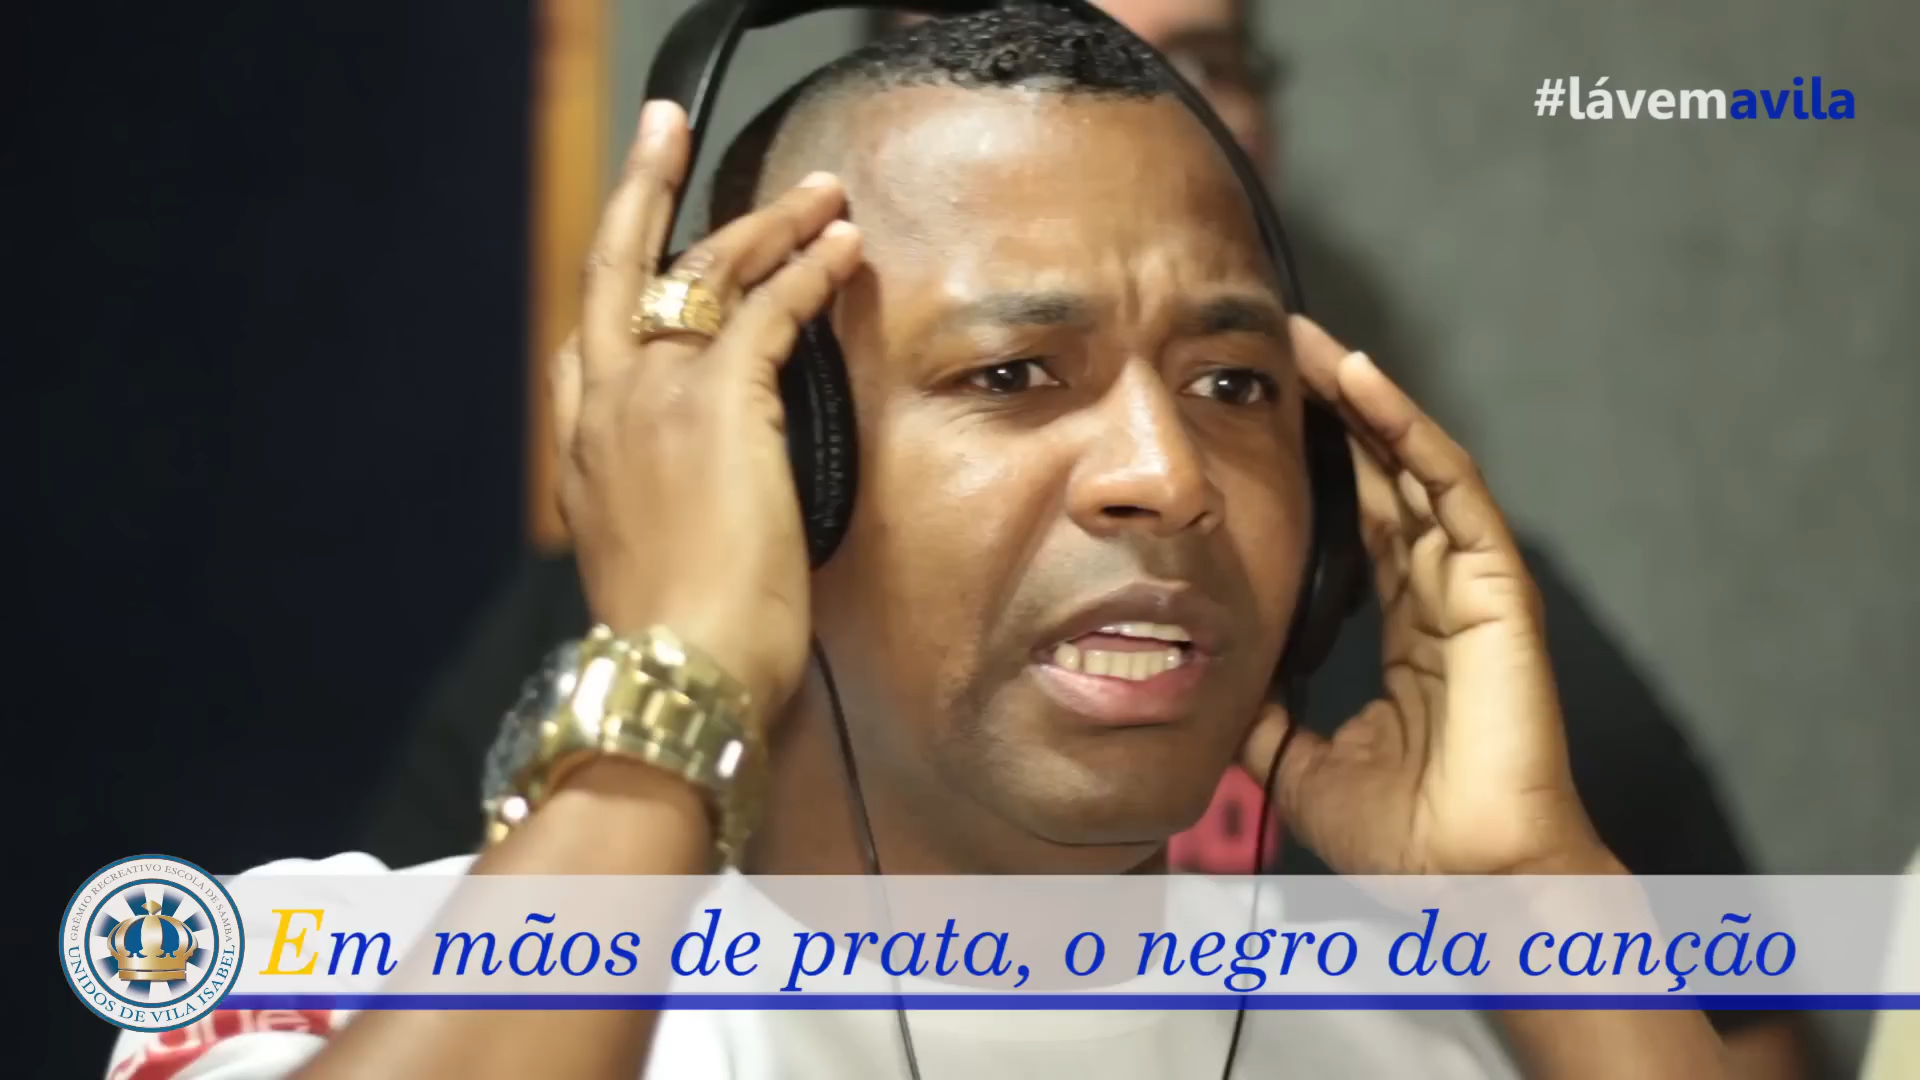 #lávemavila
GRÊMIO RECREATIVO ESCOLA DE SAMBA
UNIDOS DE VILA ISABEL
Em mãos de prata, o negro da canção